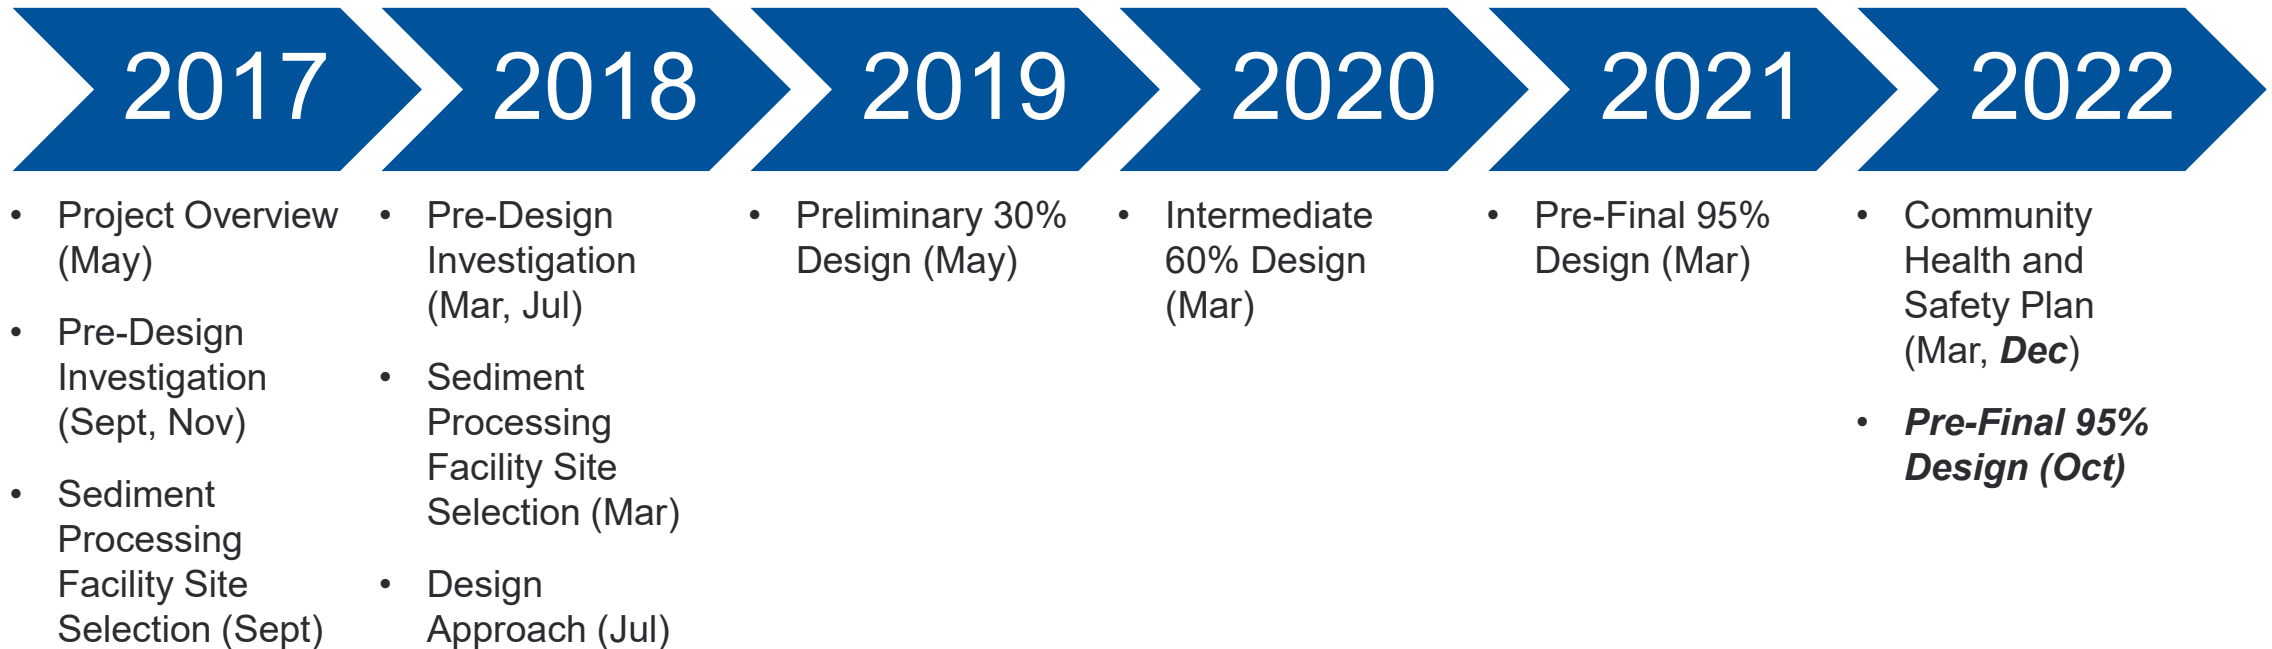 2017
• Project Overview
(May)
• Pre-Design
Investigation
(Sept, Nov)
• Sediment
Processing
Facility Site
Selection (Sept)
2018
• Pre-Design
Investigation
(Mar, Jul)
• Sediment
Processing
Facility Site
Selection (Mar)
• Design
Approach (Jul)
2019
• Preliminary 30%
Design (May)
2020
• Intermediate
60% Design
(Mar)
2021
• Pre-Final 95%
Design (Mar)
2022
• Community
Health and
Safety Plan
(Mar, Dec)
• Pre-Final 95%
Design (Oct)